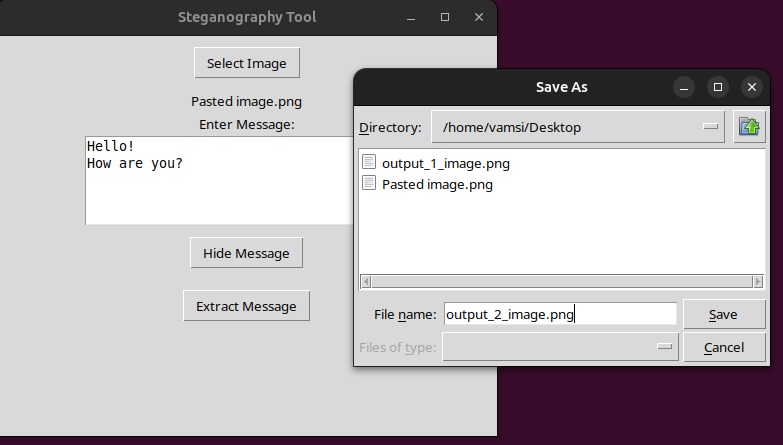 Steganography Tool
Select Image
Pasted image.png
Enter Message:
Hello!
How are you?
Hide Message
Extract Message
Save As
Directory: /home/vamsi/Desktop
output_1_image.png
Pasted image.png
File name: output_2_image.png Save
Files of type: Cancel